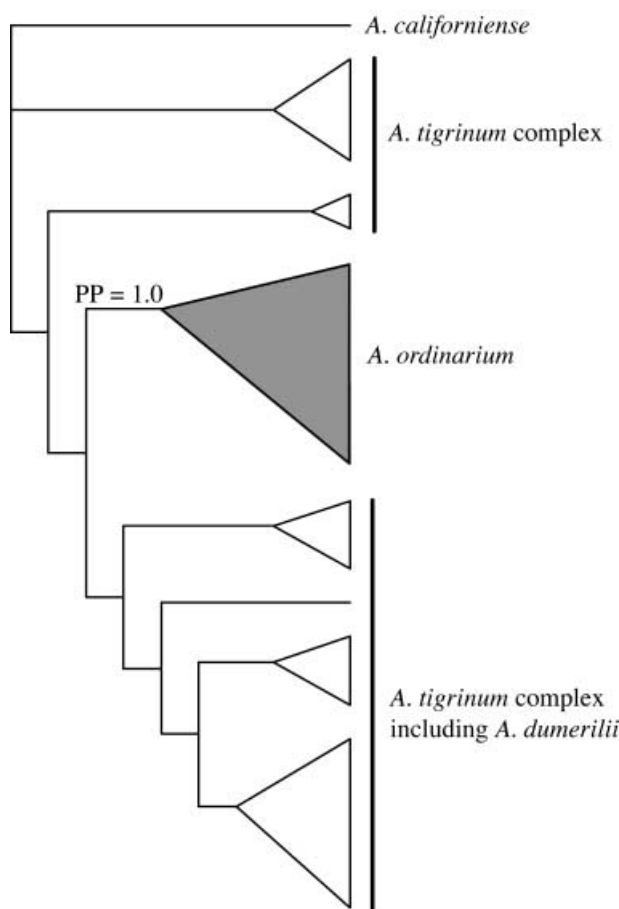 A. californiense
A. tigrinum complex
PP = 1.0
A. ordinarium
A. tigrinum complex
including A. dumerilii